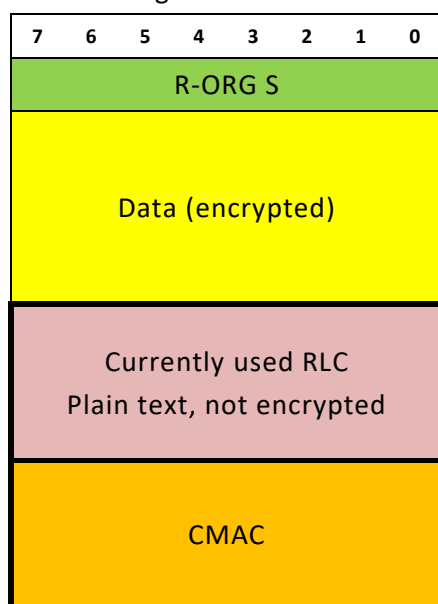 7 6 5 4 3 2 1 0
R-ORG S
Data (encrypted)
Currently used RLC
Plain text, not encrypted
CMAC